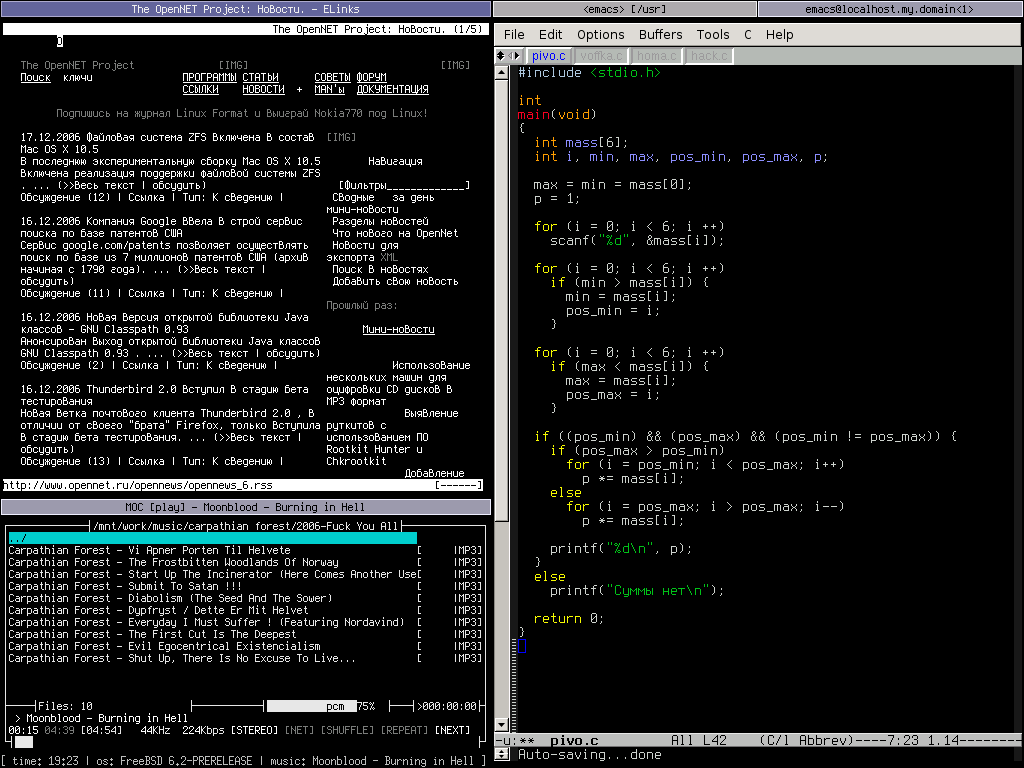 The OpenNET Project: Новости. - ELinks
The OpenNET Project: Новости. (1/5)
The OpenNET Project [IMG] [IMG]
Поиск ключи ПРОГРАММЫ СТАТЬИ СОВЕТЫ ФОРУМ
ССЫЛКИ НОВОСТИ + MAN'ы ДОКУМЕНТАЦИЯ
Подпишись на журнал Linux Format и Выиграй Nokia770 под Linux!
17.12.2006 Файловая система ZFS Включена В состав [IMG]
Mac OS X 10.5
В последнюю экспериментальную сборку Mac OS X 10.5 Навигация
Включена реализация поддержки файловой системы ZFS
. ... (>>Весь текст | обсудить) [Фильтры_____________]
Обсуждение (12) | Ссылка | Тип: К сведению | Сводные за день
мини-новости
16.12.2006 Компания Google ВВела В строй сервис Разделы новостей
поиска по базе патентов США Что нового на OpenNet
Сервис google.com/patents позволяет осуществлять Новости для
поиск по базе из 7 миллионов патентов США (архив экспорта XML
начиная с 1790 года). ... (>>Весь текст | Поиск В новостях
обсудить) Добавить свою новость
Обсуждение (11) | Ссылка | Тип: К сведению |
Прошлый раз:
16.12.2006 Новая Версия открытой библиотеки Java
классов - GNU Classpath 0.93 Мини-новости
Анонсирован Выход открытой библиотеки Java классов
GNU Classpath 0.93 . ... (>>Весь текст | обсудить)
Обсуждение (2) | Ссылка | Тип: К сведению | Использование
нескольких машин для
16.12.2006 Thunderbird 2.0 Вступил В стадию бета оцифровки CD дисков В
тестирования MP3 формат
Новая Ветка почтового клиента Thunderbird 2.0 , В Выявление
отличии от своего "брата" Firefox, только Вступила руткитов с
В стадию бета тестирования. ... (>>Весь текст | использованием ПО
обсудить) Rootkit Hunter и
Обсуждение (13) | Ссылка | Тип: К сведению | Chkrootkit
Добавление
http://www.opennet.ru/opennews/opennews_6.rss [------]
MOC [play] - Moonblood - Burning in Hell
/mnt/work/music/carpathian forest/2006-Fuck You All
../
Carpathian Forest - Vi Apner Porten Til Helvete [ |MP3]
Carpathian Forest - The Frostbitten Woodlands Of Norway [ |MP3]
Carpathian Forest - Start Up The Incinerator (Here Comes Another Use[ |MP3]
Carpathian Forest - Submit To Satan !!! [ |MP3]
Carpathian Forest - Diabolism (The Seed And The Sower) [ |MP3]
Carpathian Forest - Dypfryst / Dette Er Mit Helvet [ |MP3]
Carpathian Forest - Everyday I Must Suffer ! (Featuring Nordavind) [ |MP3]
Carpathian Forest - The First Cut Is The Deepest [ |MP3]
Carpathian Forest - Evil Egocentrical Existencialism [ |MP3]
Carpathian Forest - Shut Up, There Is No Excuse To Live... [ |MP3]
Files: 10 pcm 75% >000:00:00
> Moonblood - Burning in Hell
00:15 04:39 [04:54] 44KHz 224Kbps [STEREO] [NET] [SHUFFLE] [REPEAT] [NEXT]
[ time: 19:23 | os: FreeBSD 6.2-PRERELEASE | music: Moonblood - Burning in Hell ]
<emacs> [/usr] emacs@localhost.my.domain<1>
File Edit Options Buffers Tools C Help
pivo.c voffka.c homa.c hack.c
#include <stdio.h>
int
main(void)
{
int mass[6];
int i, min, max, pos_min, pos_max, p;
max = min = mass[0];
p = 1;
for (i = 0; i < 6; i ++)
scanf("%d", &mass[i]);
for (i = 0; i < 6; i ++)
if (min > mass[i]) {
min = mass[i];
pos_min = i;
}
for (i = 0; i < 6; i ++)
if (max < mass[i]) {
max = mass[i];
pos_max = i;
}
if ((pos_min) && (pos_max) && (pos_min != pos_max)) {
if (pos_max > pos_min)
for (i = pos_min; i < pos_max; i++)
p *= mass[i];
else
for (i = pos_max; i > pos_max; i--)
p *= mass[i];
printf("%d\n", p);
}
else
printf("Суммы нет\n");
return 0;
}
-u:** pivo.c All L42 (C/l Abbrev)----7:23 1.14--------
Auto-saving...done